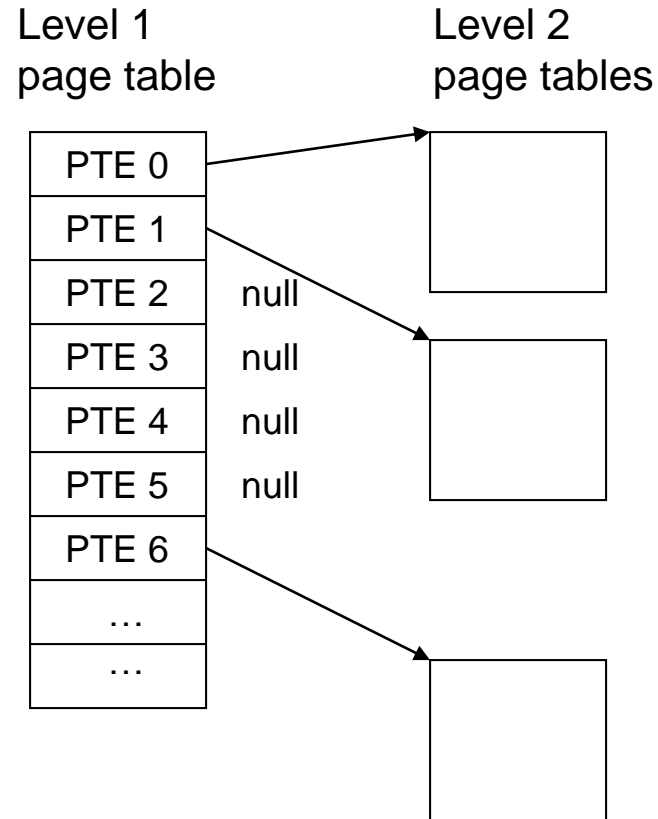 Level 1
page table
Level 2
page tables
PTE 0
PTE 1
PTE 2 null
PTE 3 null
PTE 4 null
PTE 5 null
PTE 6
…
…